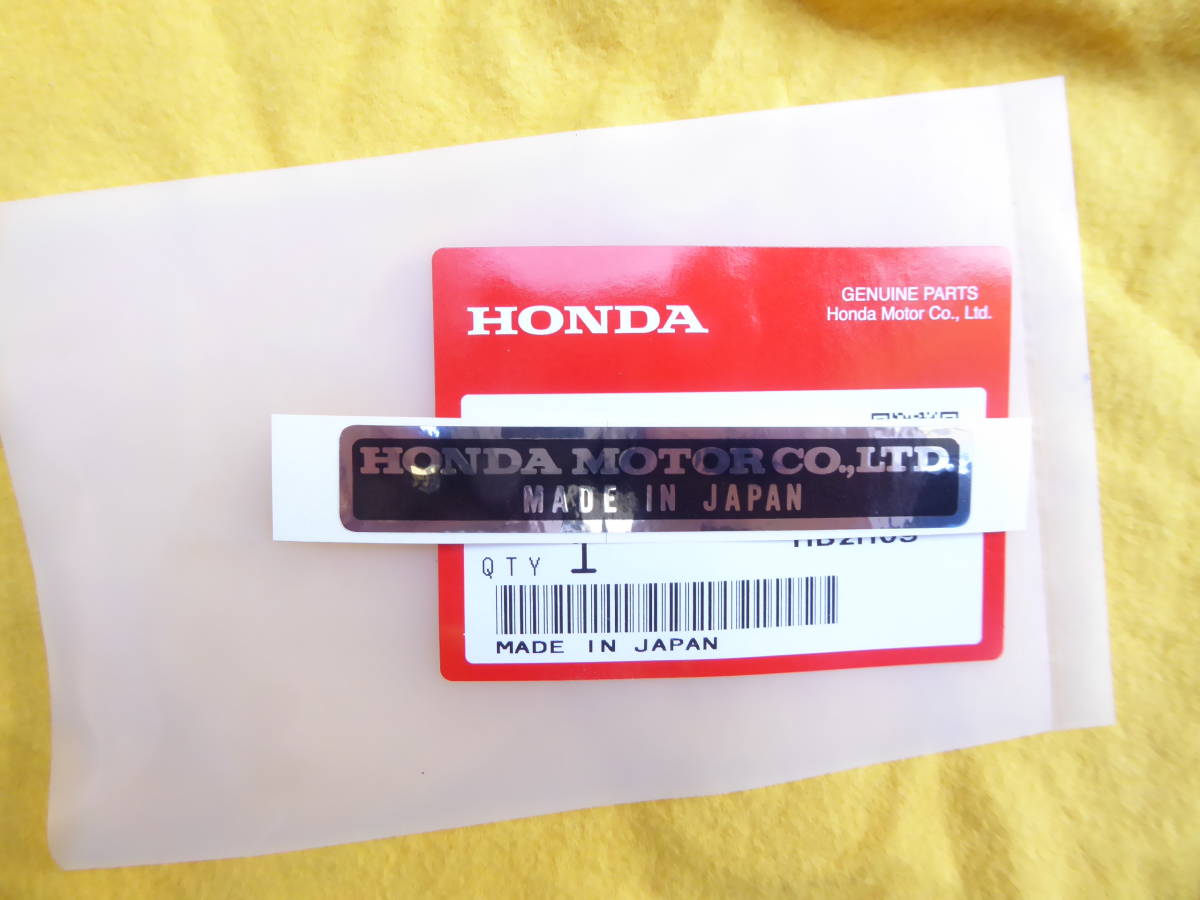 HONDA
GENUINE PARTS
Honda Motor Co., Ltd.
HONDA MOTOR CO.,LTD.
MADE IN JAPAN
QTY 1
MADE IN JAPAN